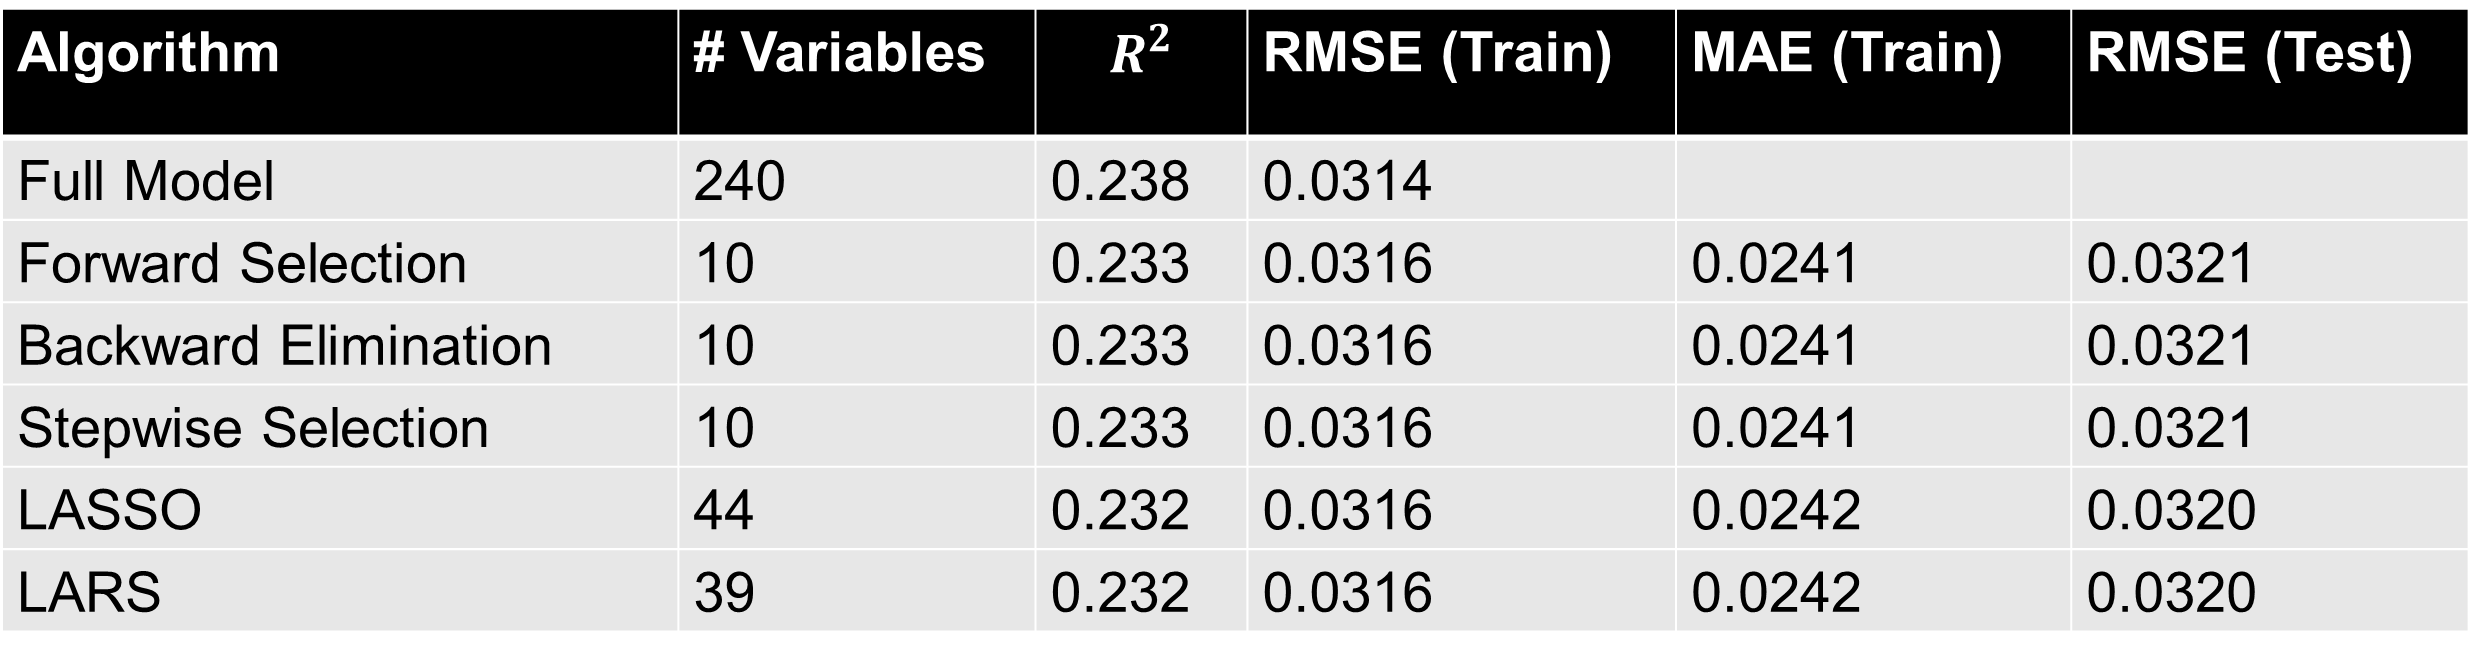 Algorithm # Variables R² RMSE (Train) MAE (Train) RMSE (Test)
Full Model 240 0.238 0.0314
Forward Selection 10 0.233 0.0316 0.0241 0.0321
Backward Elimination 10 0.233 0.0316 0.0241 0.0321
Stepwise Selection 10 0.233 0.0316 0.0241 0.0321
LASSO 44 0.232 0.0316 0.0242 0.0320
LARS 39 0.232 0.0316 0.0242 0.0320